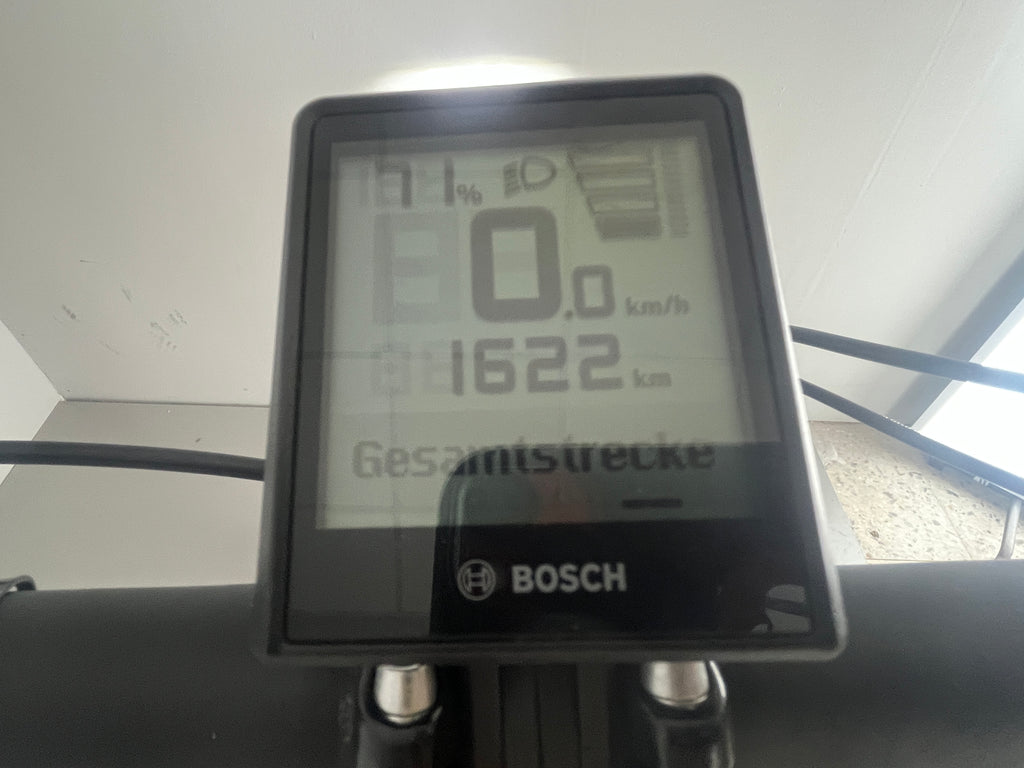 71%
0.0 km/h
1622 km
Gesamtstrecke
BOSCH